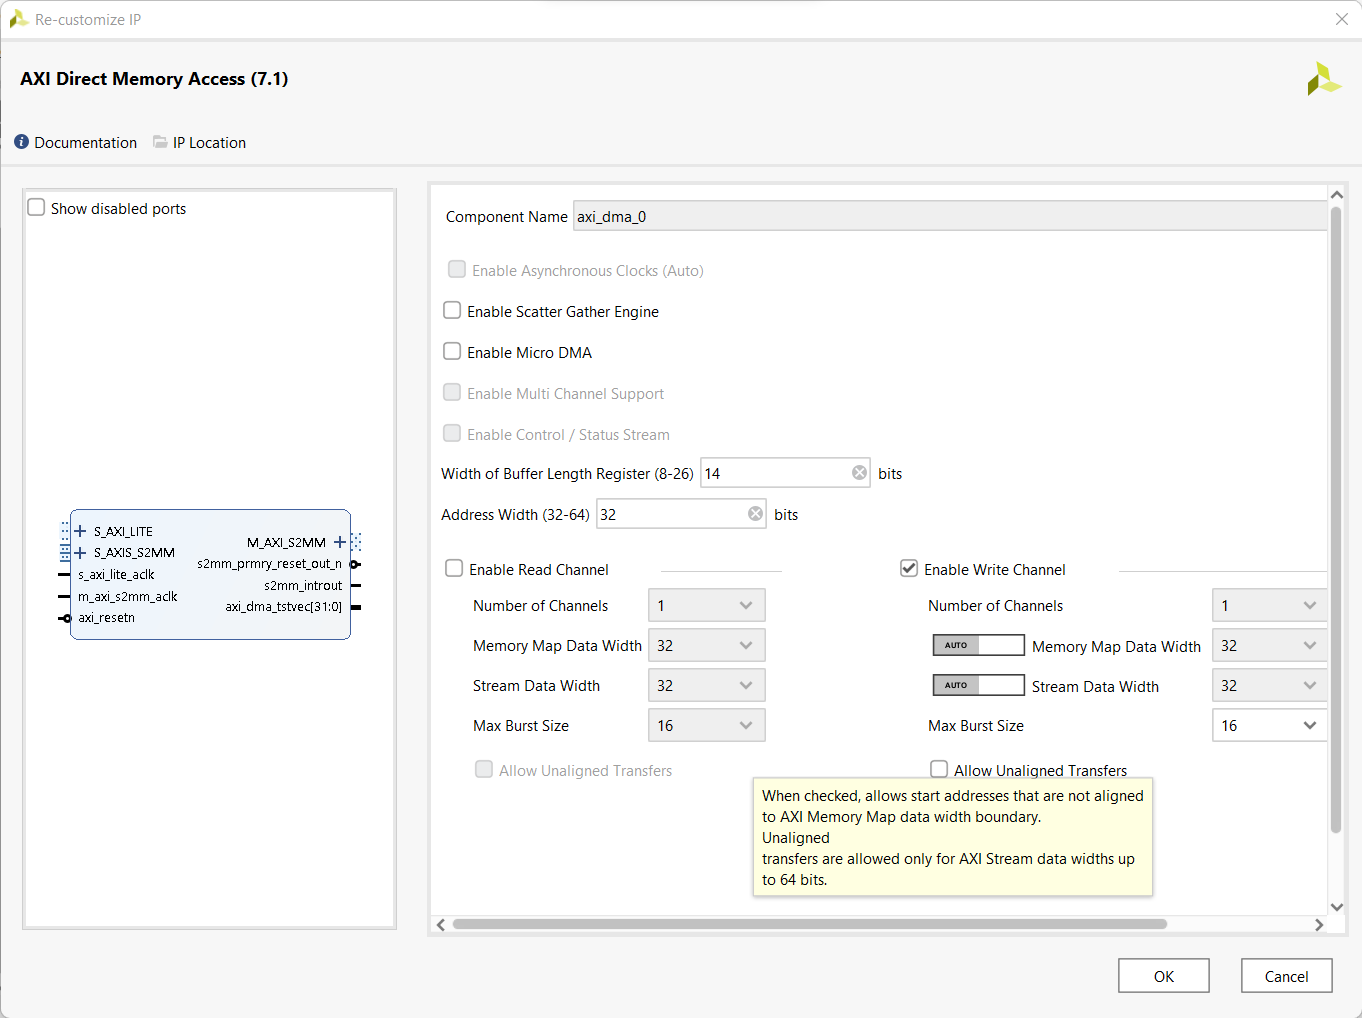 Re-customize IP
AXI Direct Memory Access (7.1)
Documentation
IP Location
Show disabled ports
S_AXI_LITE
S_AXIS_S2MM
s_axi_lite_aclk
m_axi_s2mm_aclk
axi_resetn
M_AXI_S2MM
s2mm_prmry_reset_out_n
s2mm_introut
axi_dma_tstvec[31:0]
Component Name axi_dma_0
Enable Asynchronous Clocks (Auto)
Enable Scatter Gather Engine
Enable Micro DMA
Enable Multi Channel Support
Enable Control / Status Stream
Width of Buffer Length Register (8-26) 14 bits
Address Width (32-64) 32 bits
Enable Read Channel
Number of Channels 1
Memory Map Data Width 32
Stream Data Width 32
Max Burst Size 16
Allow Unaligned Transfers
Enable Write Channel
Number of Channels 1
AUTO Memory Map Data Width 32
AUTO Stream Data Width 32
Max Burst Size 16
Allow Unaligned Transfers
When checked, allows start addresses that are not aligned
to AXI Memory Map data width boundary.
Unaligned
transfers are allowed only for AXI Stream data widths up
to 64 bits.
OK
Cancel